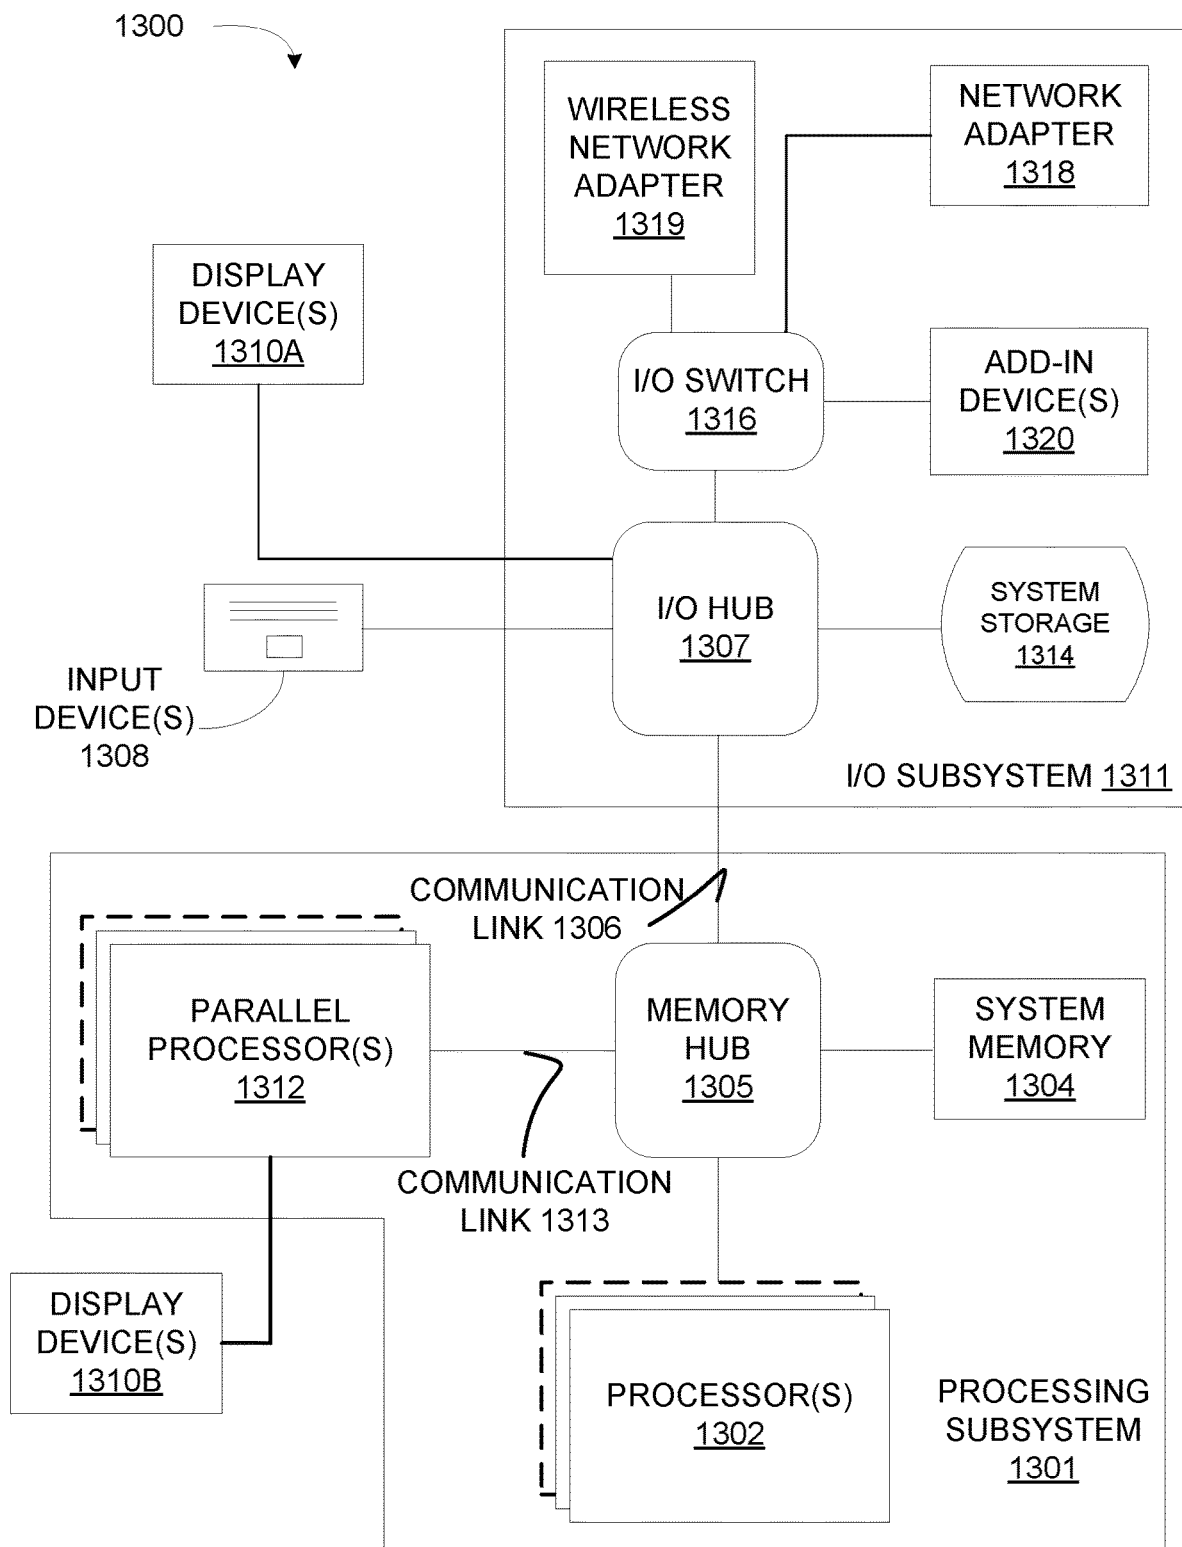 1300
WIRELESS
NETWORK
ADAPTER
1319
NETWORK
ADAPTER
1318
DISPLAY
DEVICE(S)
1310A
I/O SWITCH
1316
ADD-IN
DEVICE(S)
1320
I/O HUB
1307
SYSTEM
STORAGE
1314
INPUT
DEVICE(S)
1308
I/O SUBSYSTEM 1311
COMMUNICATION
LINK 1306
PARALLEL
PROCESSOR(S)
1312
MEMORY
HUB
1305
SYSTEM
MEMORY
1304
COMMUNICATION
LINK 1313
DISPLAY
DEVICE(S)
1310B
PROCESSOR(S)
1302
PROCESSING
SUBSYSTEM
1301